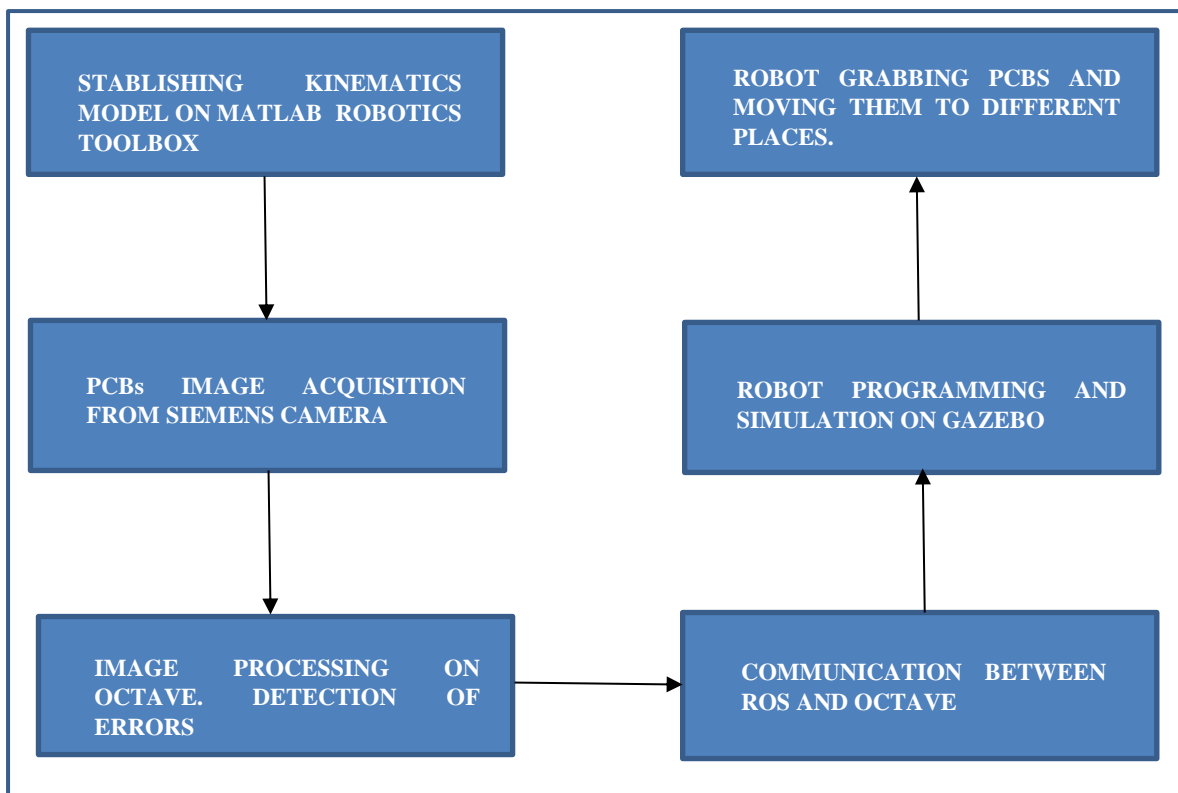 STABLISHING KINEMATICS
MODEL ON MATLAB ROBOTICS
TOOLBOX
PCBs IMAGE ACQUISITION
FROM SIEMENS CAMERA
IMAGE PROCESSING ON
OCTAVE. DETECTION OF
ERRORS
COMMUNICATION BETWEEN
ROS AND OCTAVE
ROBOT PROGRAMMING AND
SIMULATION ON GAZEBO
ROBOT GRABBING PCBS AND
MOVING THEM TO DIFFERENT
PLACES.